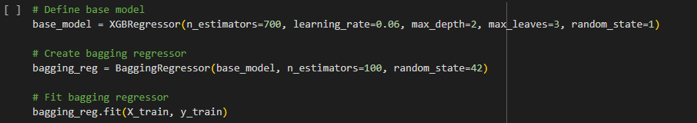 [ ] # Define base model
base_model = XGBRegressor(n_estimators=700, learning_rate=0.06, max_depth=2, max_leaves=3, random_state=1)
# Create bagging regressor
bagging_reg = BaggingRegressor(base_model, n_estimators=100, random_state=42)
# Fit bagging regressor
bagging_reg.fit(X_train, y_train)